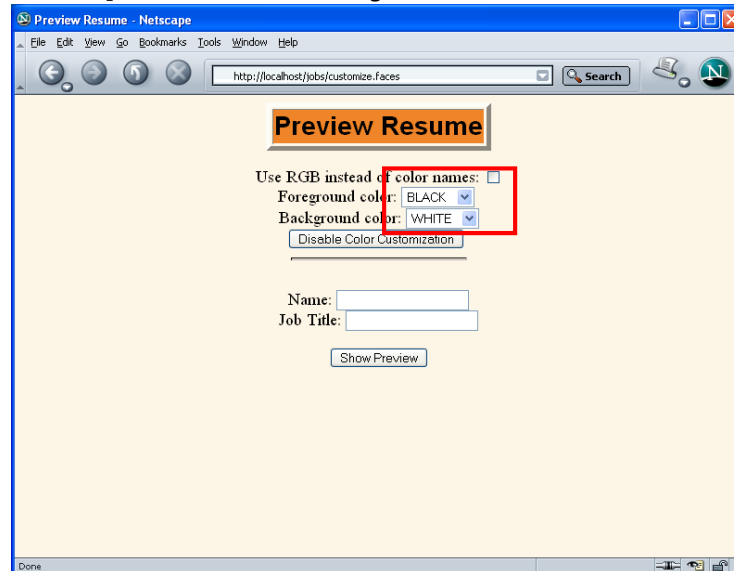 Preview Resume - Netscape
File Edit View Go Bookmarks Tools Window Help
http://localhost/jobs/customize.faces Search N
Preview Resume
Use RGB instead of color names:
Foreground color: BLACK
Background color: WHITE
Disable Color Customization
Name:
Job Title:
Show Preview
Done